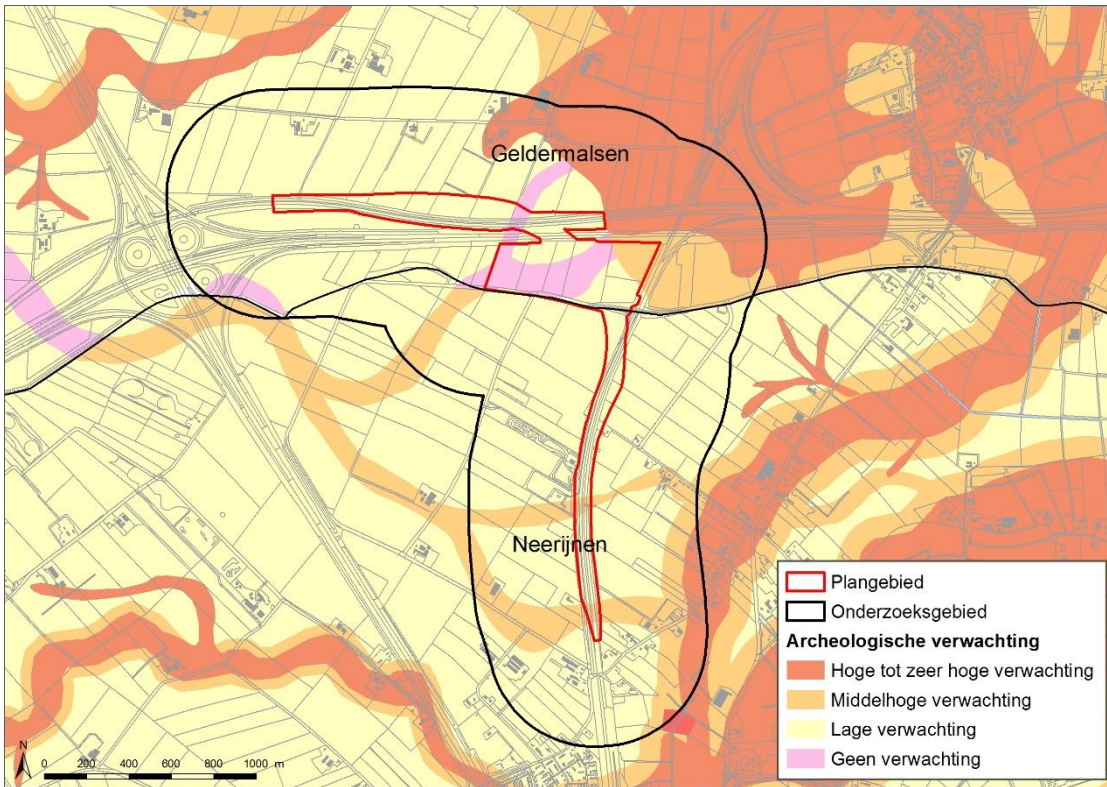 Geldermalsen
Neerijnen
Plangebied
Onderzoeksgebied
Archeologische verwachting
Hoge tot zeer hoge verwachting
Middelhoge verwachting
Lage verwachting
Geen verwachting
N
0 200 400 600 800 1000 m